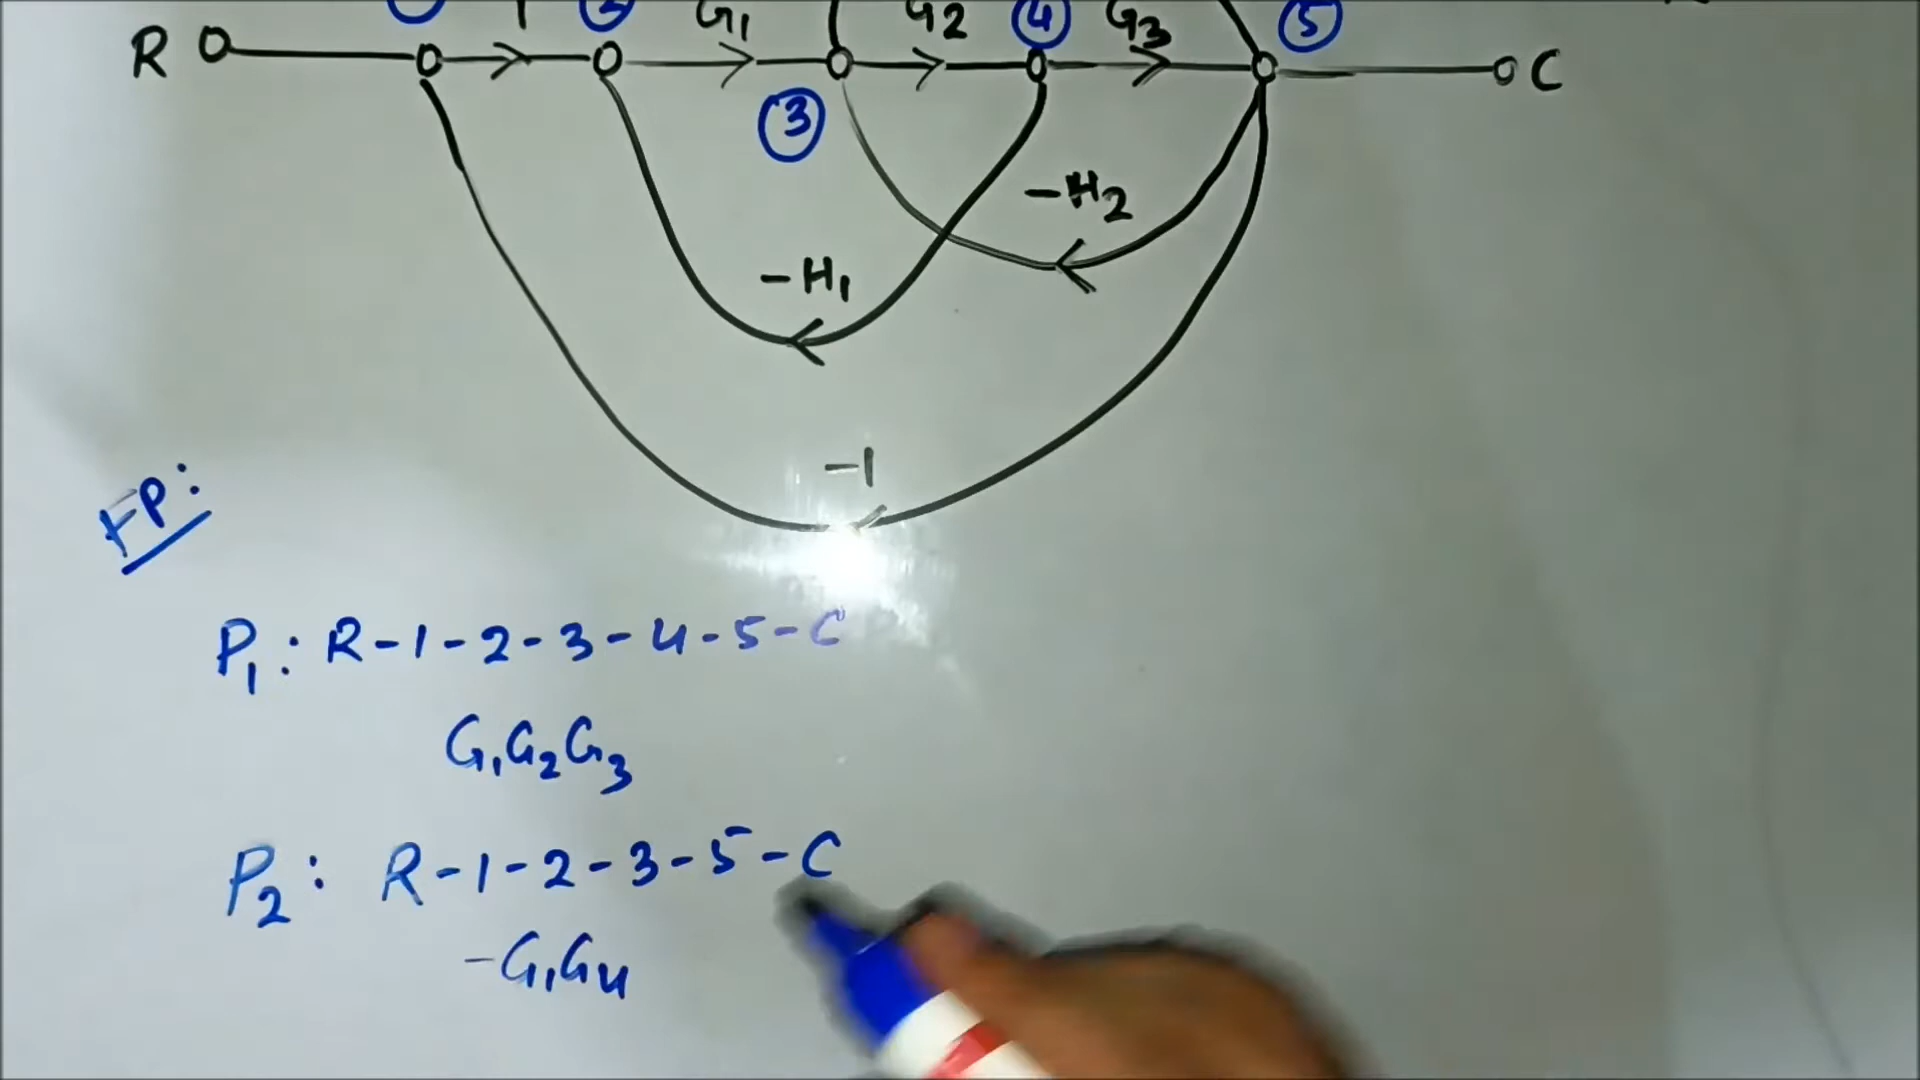 R 1 G1 G2 4 G3 5 C
3
-H2
-H1
-1
FP:
P1: R-1-2-3-4-5-C
G1G2G3
P2: R-1-2-3-5-C
-G1G4